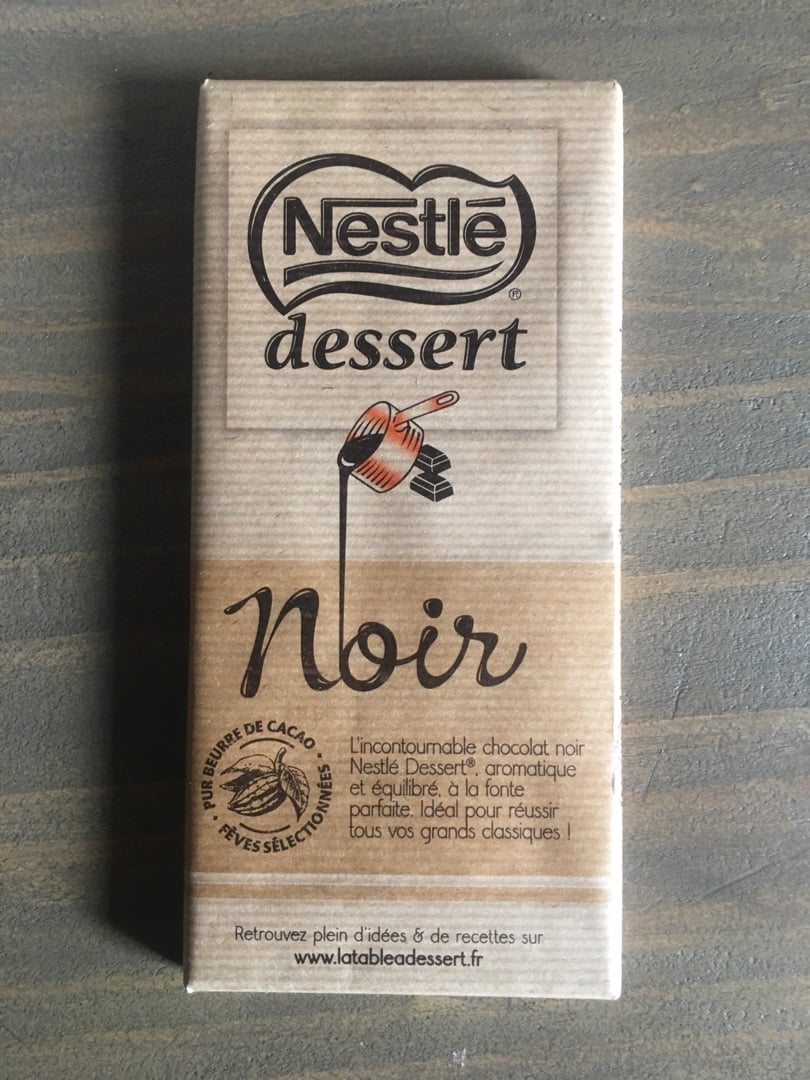 Nestlé
®
dessert
Noir
• PUR BEURRE DE CACAO •
FÈVES SÉLECTIONNÉES
L'incontournable chocolat noir
Nestlé Dessert®, aromatique
et équilibré, à la fonte
parfaite. Idéal pour réussir
tous vos grands classiques !
Retrouvez plein d'idées & de recettes sur
www.latableadessert.fr